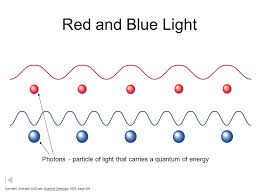 Red and Blue Light
Photons - particle of light that carries a quantum of energy